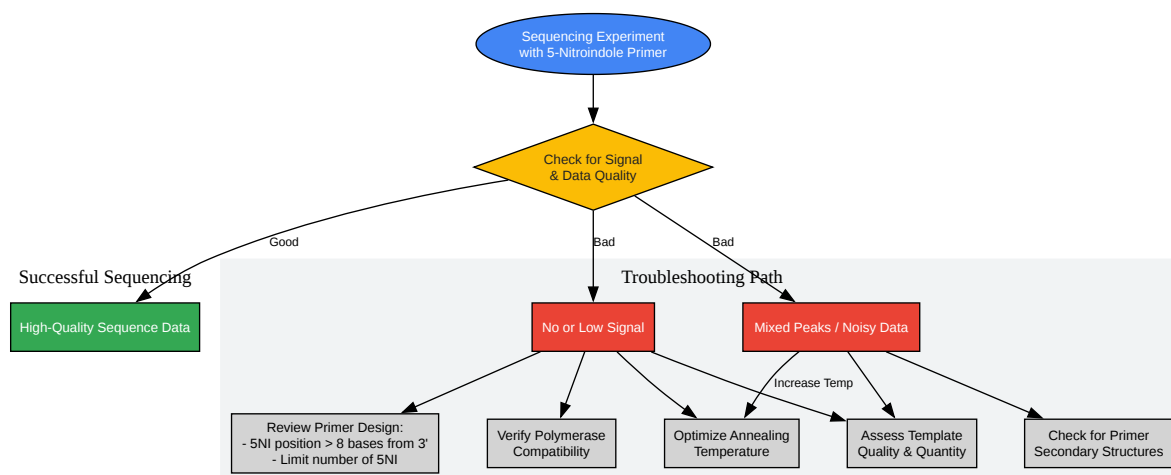 Sequencing Experiment
with 5-Nitroindole Primer
Check for Signal
& Data Quality
Good
Bad
Bad
Successful Sequencing
Troubleshooting Path
High-Quality Sequence Data
No or Low Signal
Mixed Peaks / Noisy Data
Increase Temp
Review Primer Design:
- 5NI position > 8 bases from 3'
- Limit number of 5NI
Verify Polymerase
Compatibility
Optimize Annealing
Temperature
Assess Template
Quality & Quantity
Check for Primer
Secondary Structures